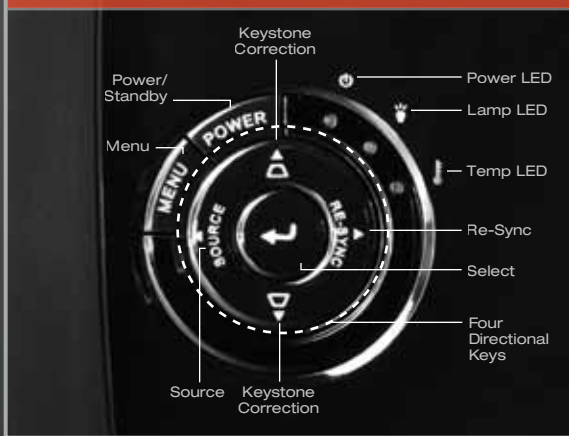 Keystone
Correction
Power/
Standby
Power LED
Lamp LED
Menu
POWER
MENU
Temp LED
SOURCE
RE-SYNC
Re-Sync
Select
Four
Directional
Keys
Source
Keystone
Correction